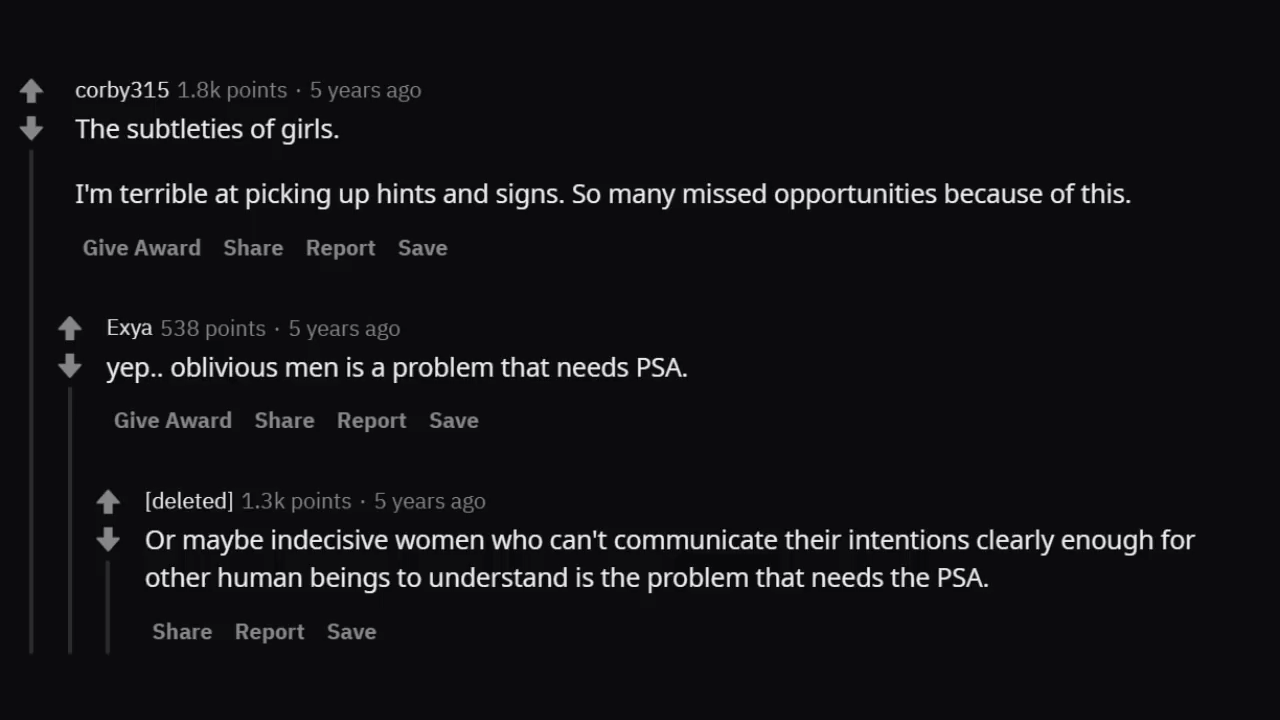 corby315 1.8k points · 5 years ago
The subtleties of girls.
I'm terrible at picking up hints and signs. So many missed opportunities because of this.
Give Award Share Report Save
Exya 538 points · 5 years ago
yep.. oblivious men is a problem that needs PSA.
Give Award Share Report Save
[deleted] 1.3k points · 5 years ago
Or maybe indecisive women who can't communicate their intentions clearly enough for
other human beings to understand is the problem that needs the PSA.
Share Report Save